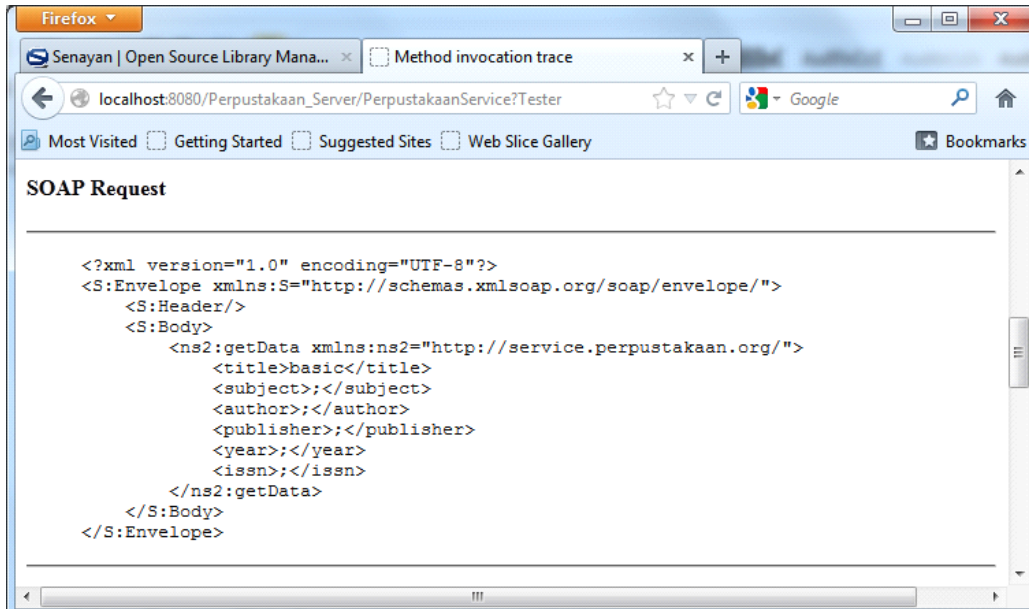 Firefox
Senayan | Open Source Library Mana...
Method invocation trace
localhost:8080/Perpustakaan_Server/PerpustakaanService?Tester
Google
Most Visited Getting Started Suggested Sites Web Slice Gallery Bookmarks
SOAP Request
<?xml version="1.0" encoding="UTF-8"?>
<S:Envelope xmlns:S="http://schemas.xmlsoap.org/soap/envelope/">
<S:Header/>
<S:Body>
<ns2:getData xmlns:ns2="http://service.perpustakaan.org/">
<title>basic</title>
<subject>;</subject>
<author>;</author>
<publisher>;</publisher>
<year>;</year>
<issn>;</issn>
</ns2:getData>
</S:Body>
</S:Envelope>